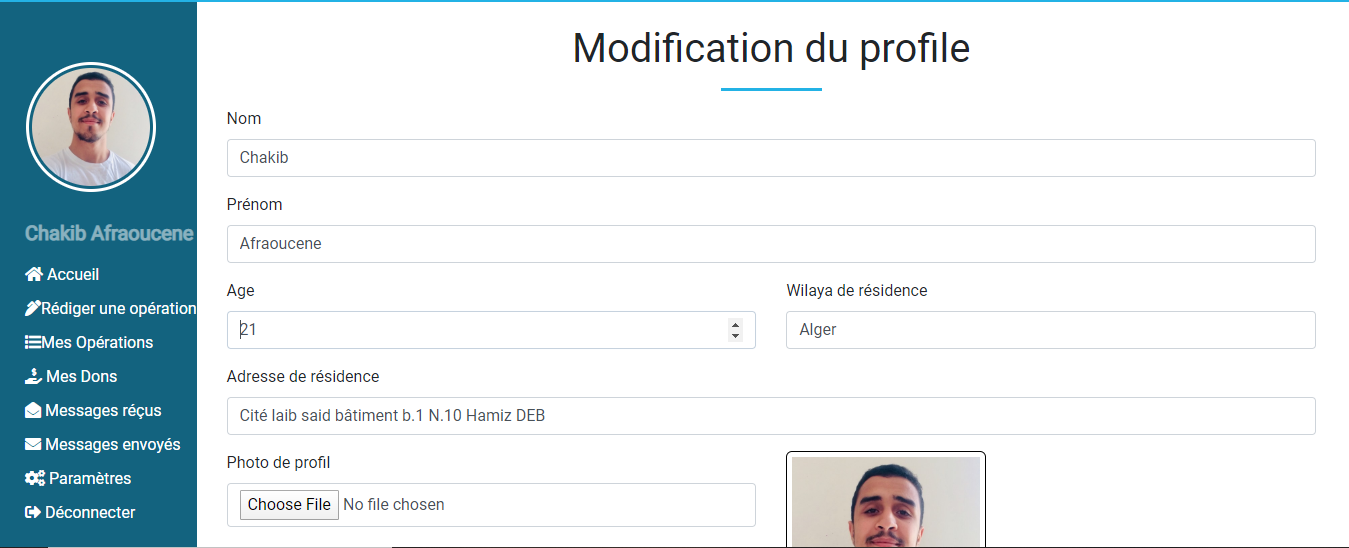 Modification du profile
Chakib Afraoucene
Accueil
Rédiger une opération
Mes Opérations
Mes Dons
Messages réçus
Messages envoyés
Paramètres
Déconnecter
Nom
Chakib
Prénom
Afraoucene
Age Wilaya de résidence
21 Alger
Adresse de résidence
Cité laib said bâtiment b.1 N.10 Hamiz DEB
Photo de profil
Choose File No file chosen